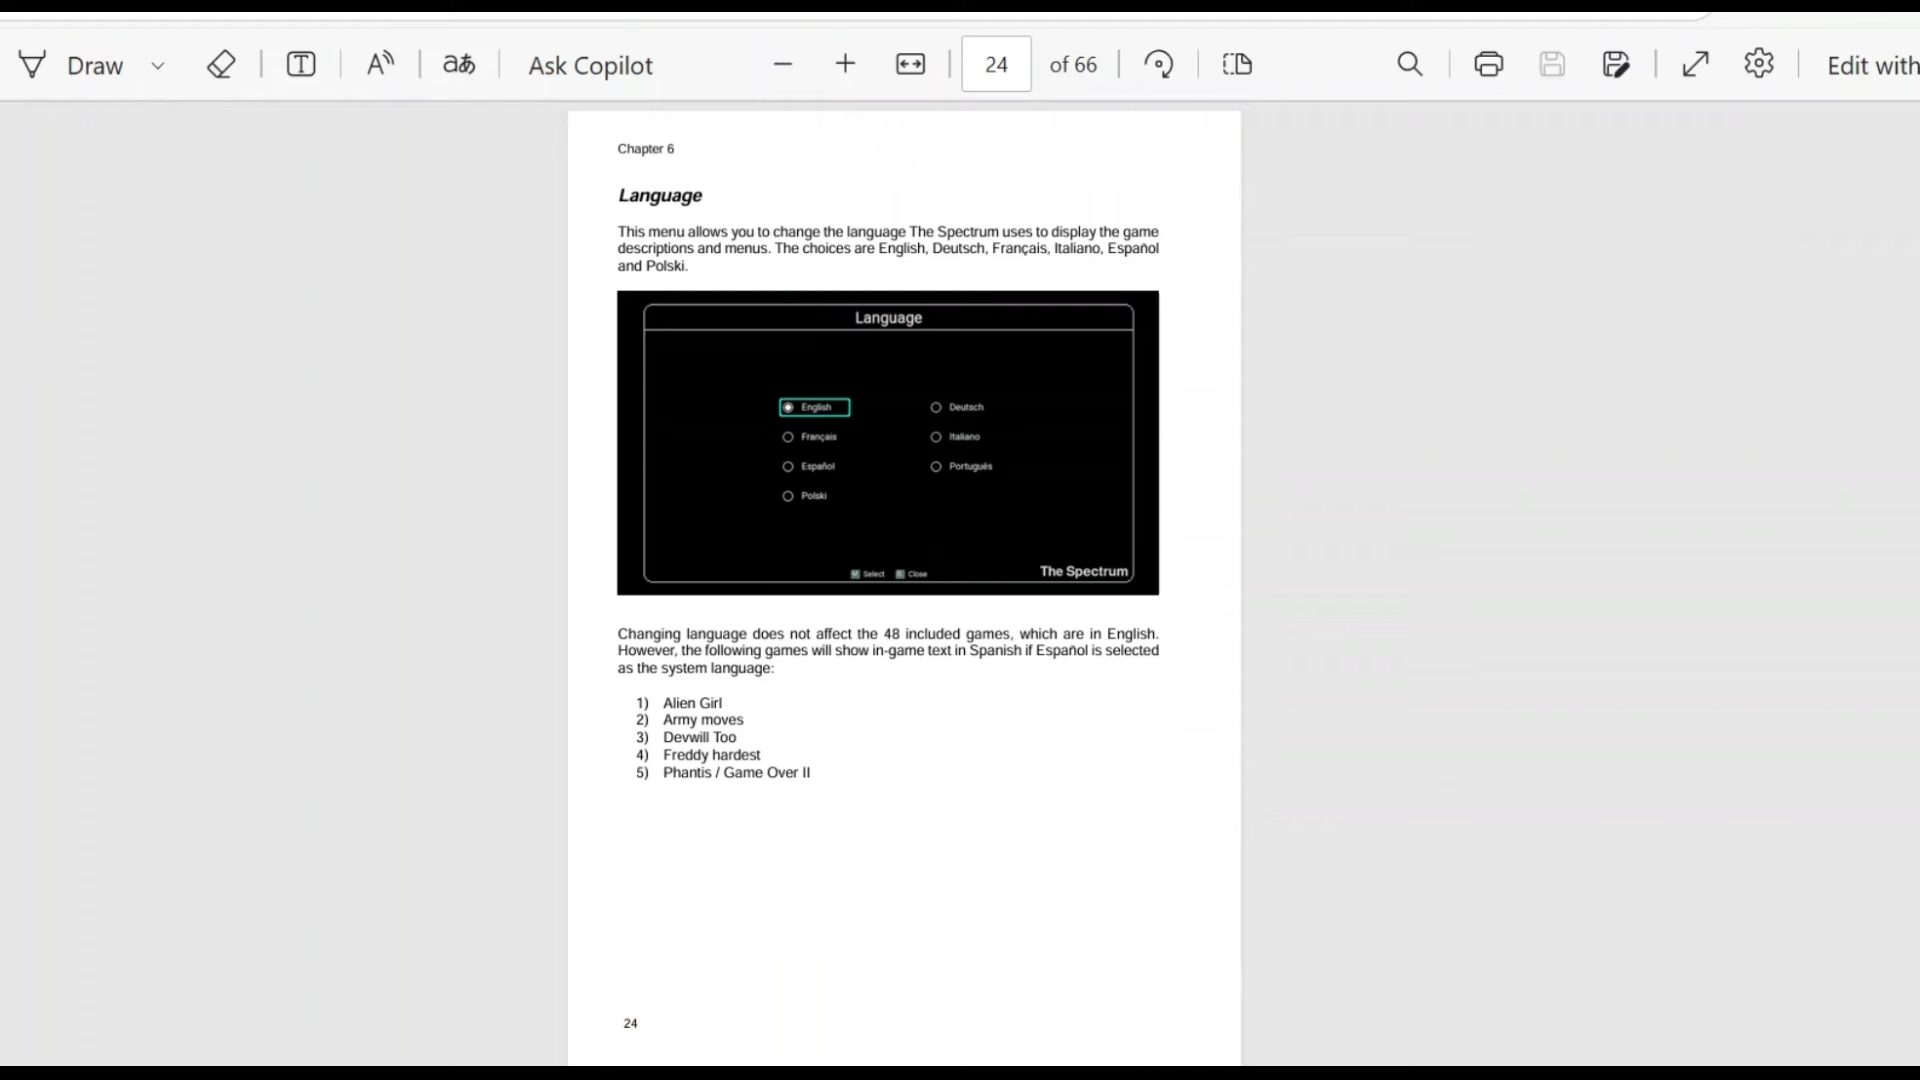 Draw
Ask Copilot
24
of 66
Edit with
Chapter 6
Language
This menu allows you to change the language The Spectrum uses to display the game
descriptions and menus. The choices are English, Deutsch, Français, Italiano, Español
and Polski.
Language
English
Deutsch
Français
Italiano
Español
Português
Polski
Select
Close
The Spectrum
Changing language does not affect the 48 included games, which are in English.
However, the following games will show in-game text in Spanish if Español is selected
as the system language:
1) Alien Girl
2) Army moves
3) Devwill Too
4) Freddy hardest
5) Phantis / Game Over II
24